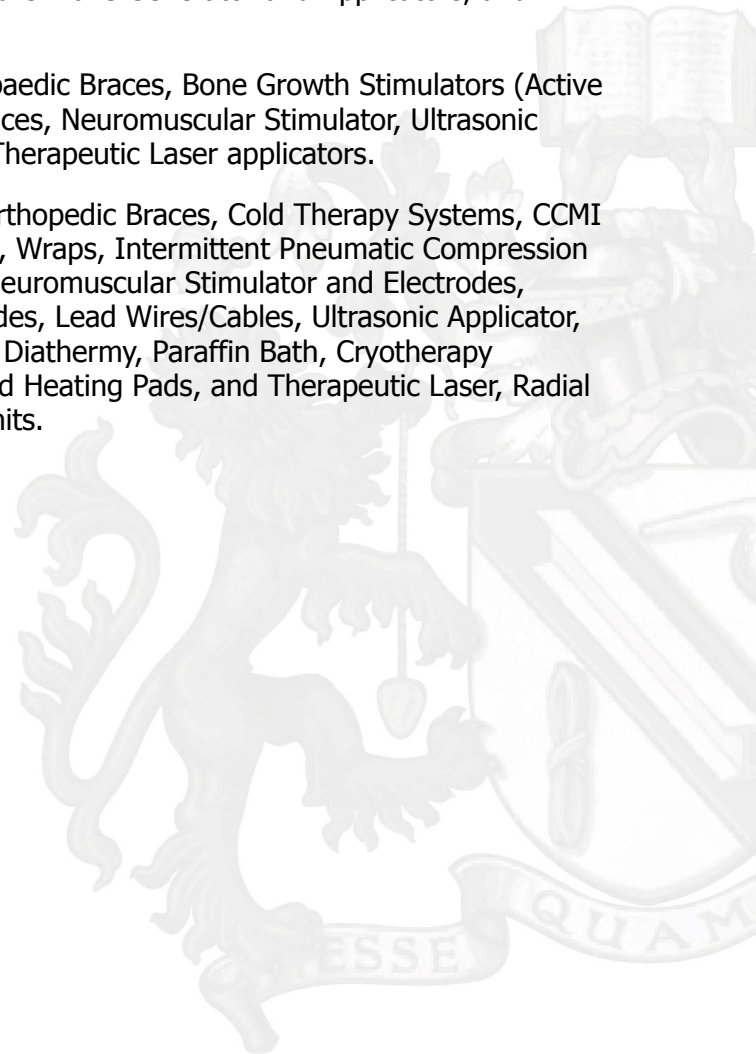 paedic Braces, Bone Growth Stimulators (Active
ces, Neuromuscular Stimulator, Ultrasonic
Therapeutic Laser applicators.
rthopedic Braces, Cold Therapy Systems, CCMI
, Wraps, Intermittent Pneumatic Compression
euromuscular Stimulator and Electrodes,
des, Lead Wires/Cables, Ultrasonic Applicator,
Diathermy, Paraffin Bath, Cryotherapy
d Heating Pads, and Therapeutic Laser, Radial
nits.
ESSE QUAM